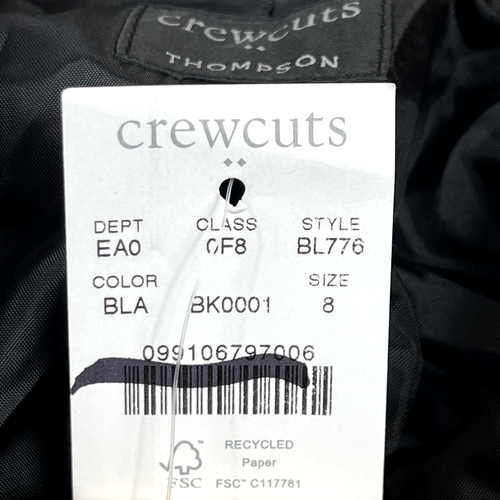 crewcuts
THOMPSON
crewcuts
DEPT CLASS STYLE
EA0 0F8 BL776
COLOR SIZE
BLA BK0001 8
099106797006
RECYCLED
Paper
FSC FSC™ C117781